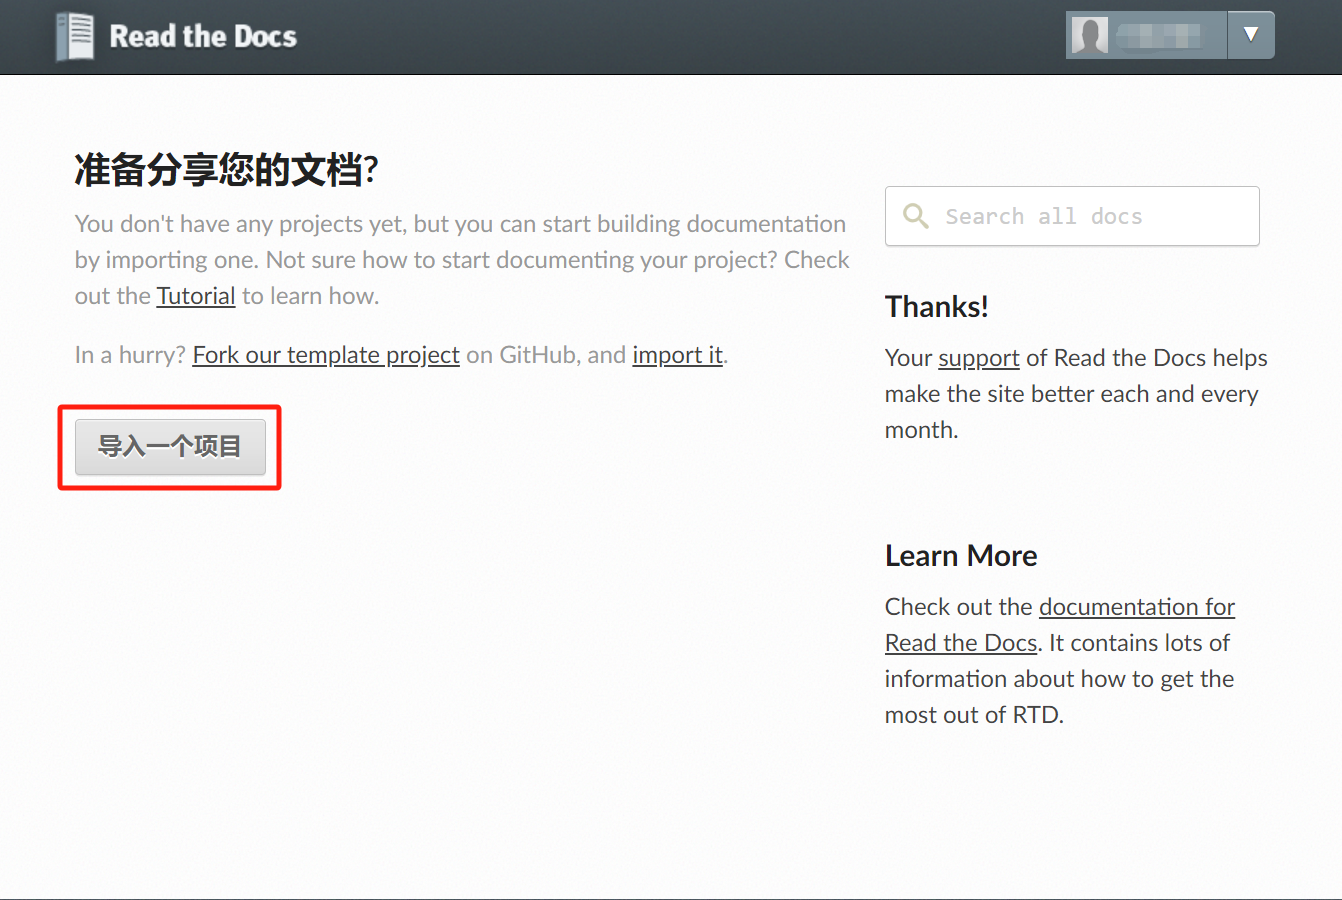 Read the Docs
准备分享您的文档?
You don't have any projects yet, but you can start building documentation
by importing one. Not sure how to start documenting your project? Check
out the Tutorial to learn how.
In a hurry? Fork our template project on GitHub, and import it.
导入一个项目
Search all docs
Thanks!
Your support of Read the Docs helps
make the site better each and every
month.
Learn More
Check out the documentation for
Read the Docs. It contains lots of
information about how to get the
most out of RTD.